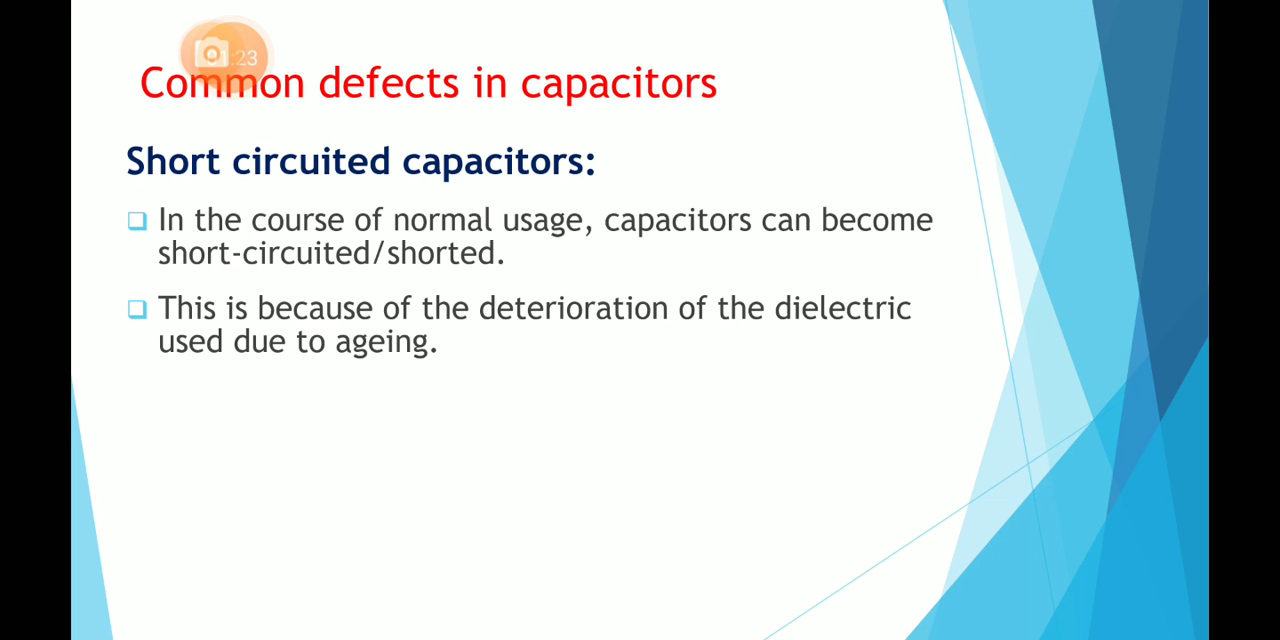 Common defects in capacitors
Short circuited capacitors:
In the course of normal usage, capacitors can become
short-circuited/shorted.
This is because of the deterioration of the dielectric
used due to ageing.